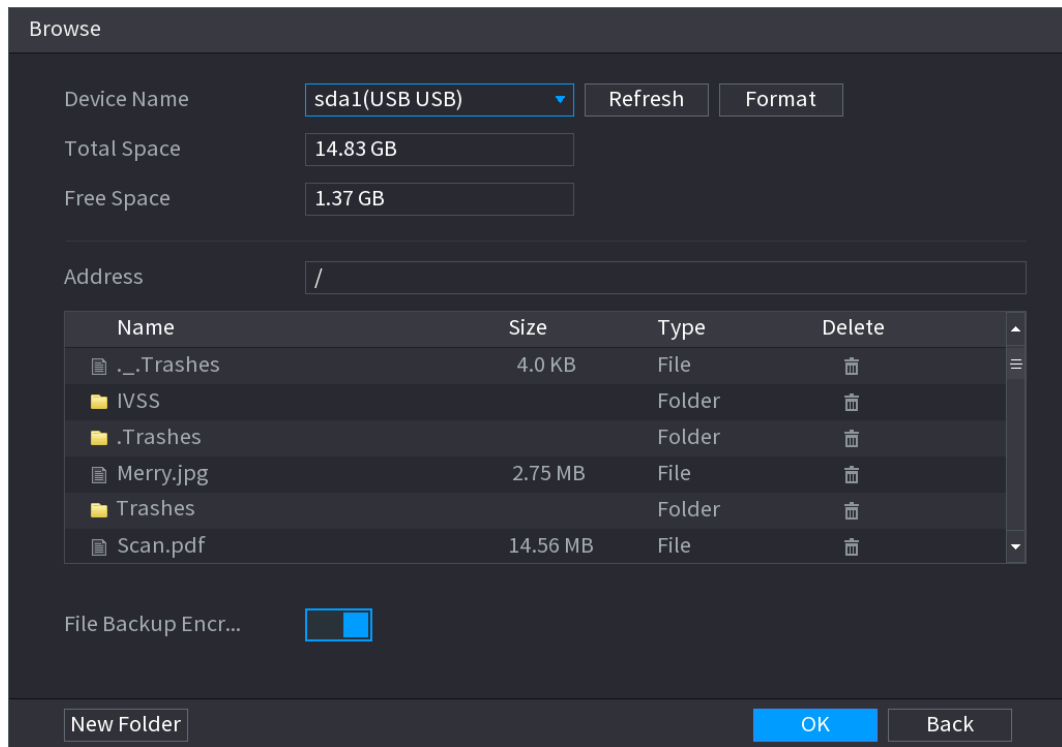 Browse
Device Name sda1(USB USB) Refresh Format
Total Space 14.83 GB
Free Space 1.37 GB
Address /
Name Size Type Delete
._.Trashes 4.0 KB File
IVSS Folder
.Trashes Folder
Merry.jpg 2.75 MB File
Trashes Folder
Scan.pdf 14.56 MB File
File Backup Encr...
New Folder OK Back